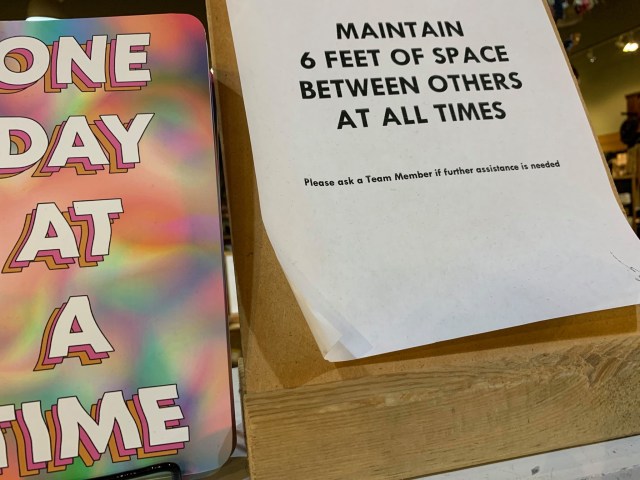 ONE
DAY
AT
A
TIME
MAINTAIN
6 FEET OF SPACE
BETWEEN OTHERS
AT ALL TIMES
Please ask a Team Member if further assistance is needed